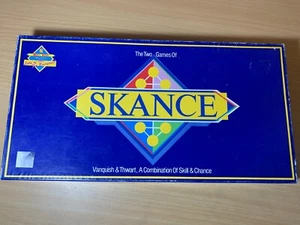 The Two Games Of
SKANCE
Vanquish & Thwart, A Combination Of Skill & Chance